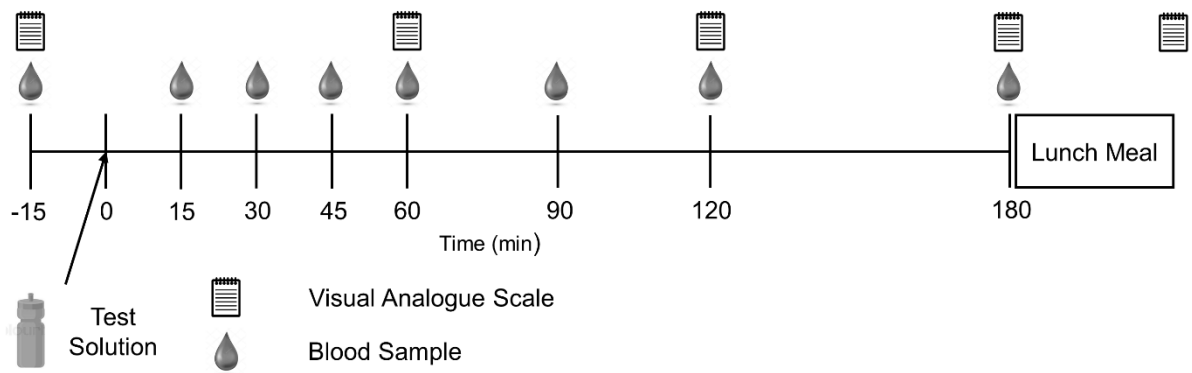 -15 0 15 30 45 60 90 120 180
Lunch Meal
Time (min)
Test
Solution
Visual Analogue Scale
Blood Sample